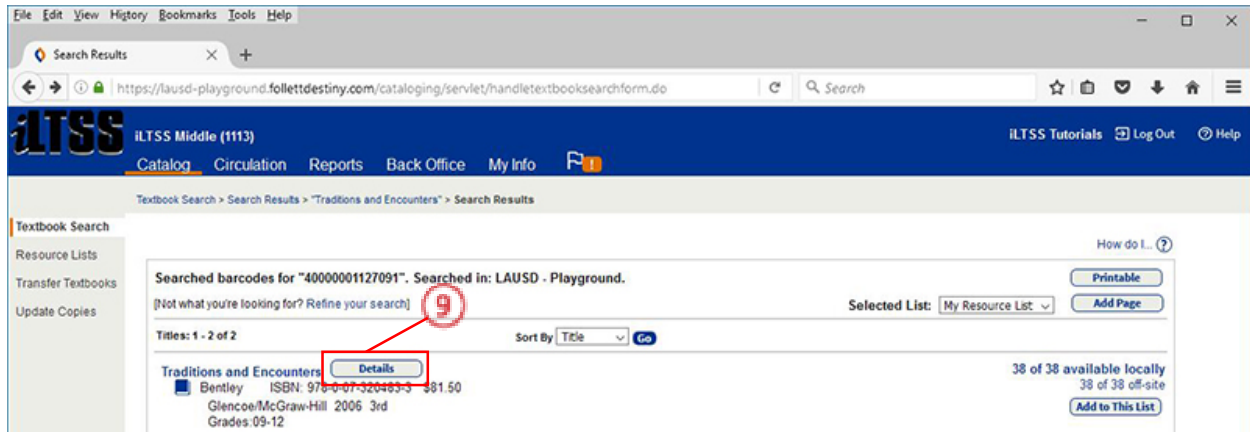 File Edit View History Bookmarks Tools Help
Search Results
https://lausd-playground.follettdestiny.com/cataloging/servlet/handletextbooksearchform.do
Search
iLTSS
iLTSS Middle (1113)
iLTSS Tutorials Log Out Help
Catalog Circulation Reports Back Office My Info
Textbook Search > Search Results > "Traditions and Encounters" > Search Results
Textbook Search
Resource Lists
Transfer Textbooks
Update Copies
How do I...
Searched barcodes for "40000001127091". Searched in: LAUSD - Playground.
Printable
[Not what you're looking for? Refine your search]
9
Selected List: My Resource List
Add Page
Titles: 1 - 2 of 2
Sort By Title Go
Traditions and Encounters Details
38 of 38 available locally
Bentley ISBN: 978-0-07-320483-3 $81.50
38 of 38 off-site
Glencoe/McGraw-Hill 2006 3rd
Add to This List
Grades:09-12